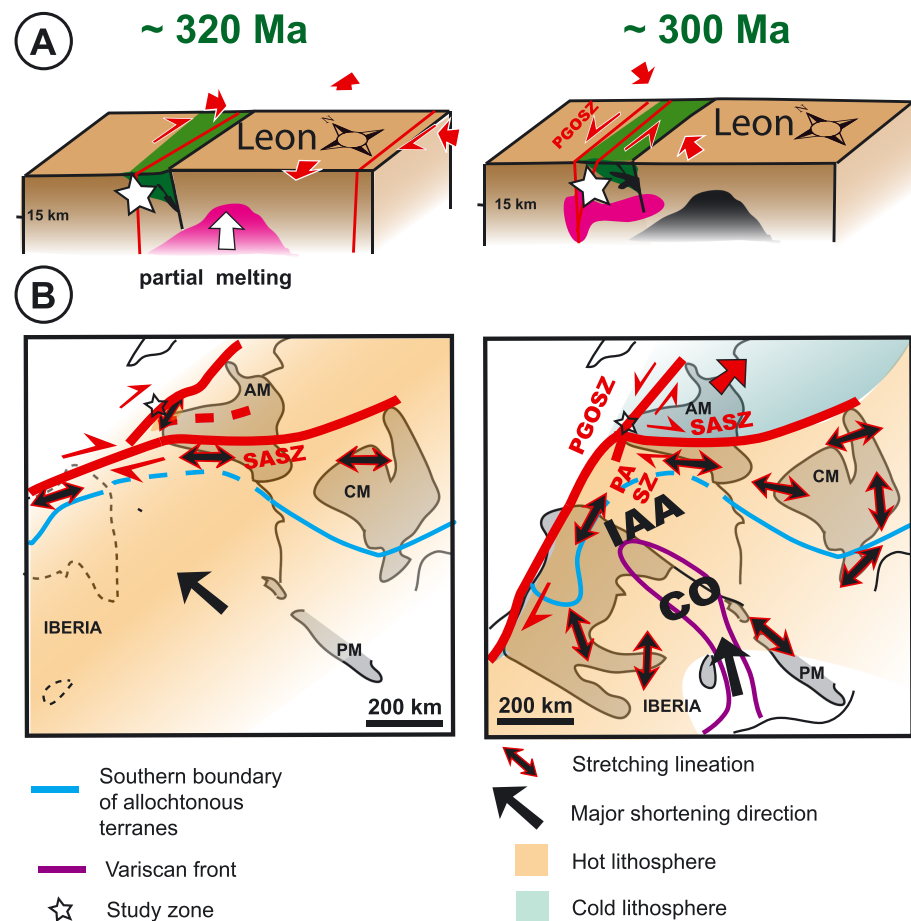 A
~ 320 Ma
~ 300 Ma
Leon
N
15 km
partial melting
PGOSZ
Leon
N
15 km
B
AM
SASZ
CM
IBERIA
PM
200 km
PGOSZ
AM
SASZ
PA
SZ
CM
IAA
CO
IBERIA
PM
200 km
Southern boundary
of allochtonous
terranes
Variscan front
Study zone
Stretching lineation
Major shortening direction
Hot lithosphere
Cold lithosphere